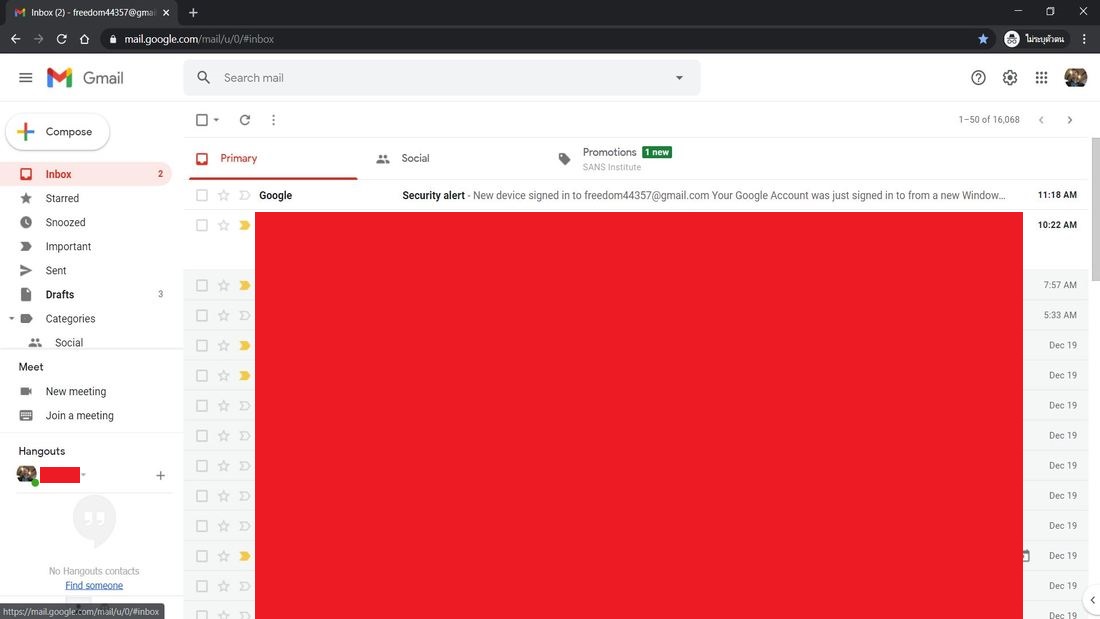 Inbox (2) - freedom44357@gmai
mail.google.com/mail/u/0/#inbox
ไม่ระบุตัวตน
Gmail
Search mail
Compose
1–50 of 16,068
Primary
Social
Promotions 1 new
SANS Institute
Inbox 2
Starred
Snoozed
Important
Sent
Drafts 3
Categories
Social
Meet
New meeting
Join a meeting
Hangouts
No Hangouts contacts
Find someone
https://mail.google.com/mail/u/0/#inbox
Google Security alert - New device signed in to freedom44357@gmail.com Your Google Account was just signed in to from a new Window… 11:18 AM
10:22 AM
7:57 AM
5:33 AM
Dec 19
Dec 19
Dec 19
Dec 19
Dec 19
Dec 19
Dec 19
Dec 19
Dec 19
Dec 19